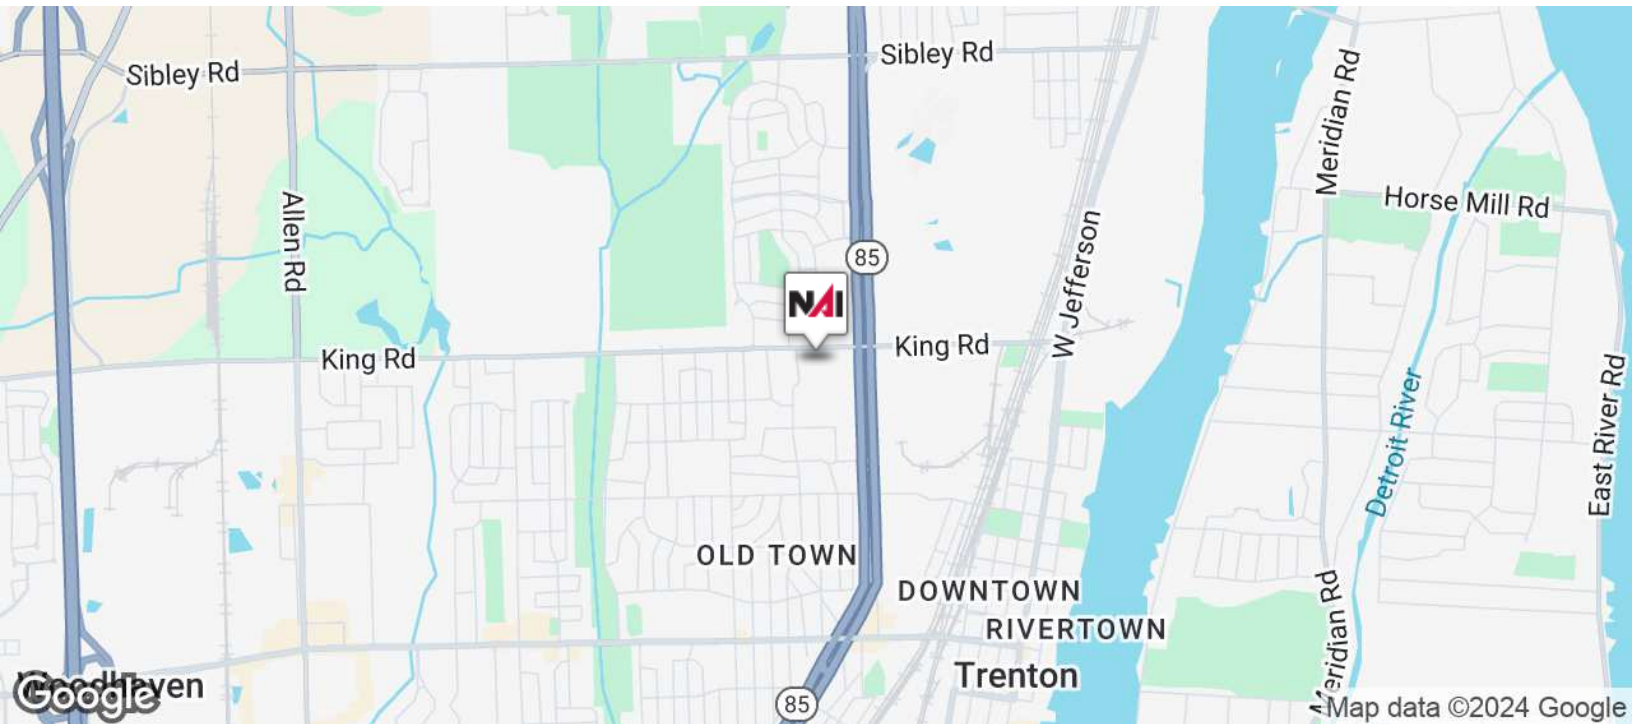 Sibley Rd
Sibley Rd
Meridian Rd
Horse Mill Rd
Allen Rd
W Jefferson
85
NAI
King Rd
King Rd
East River Rd
Detroit River
OLD TOWN
DOWNTOWN
RIVERTOWN
Meridian Rd
Trenton
Woodhaven
Google
85
Map data ©2024 Google